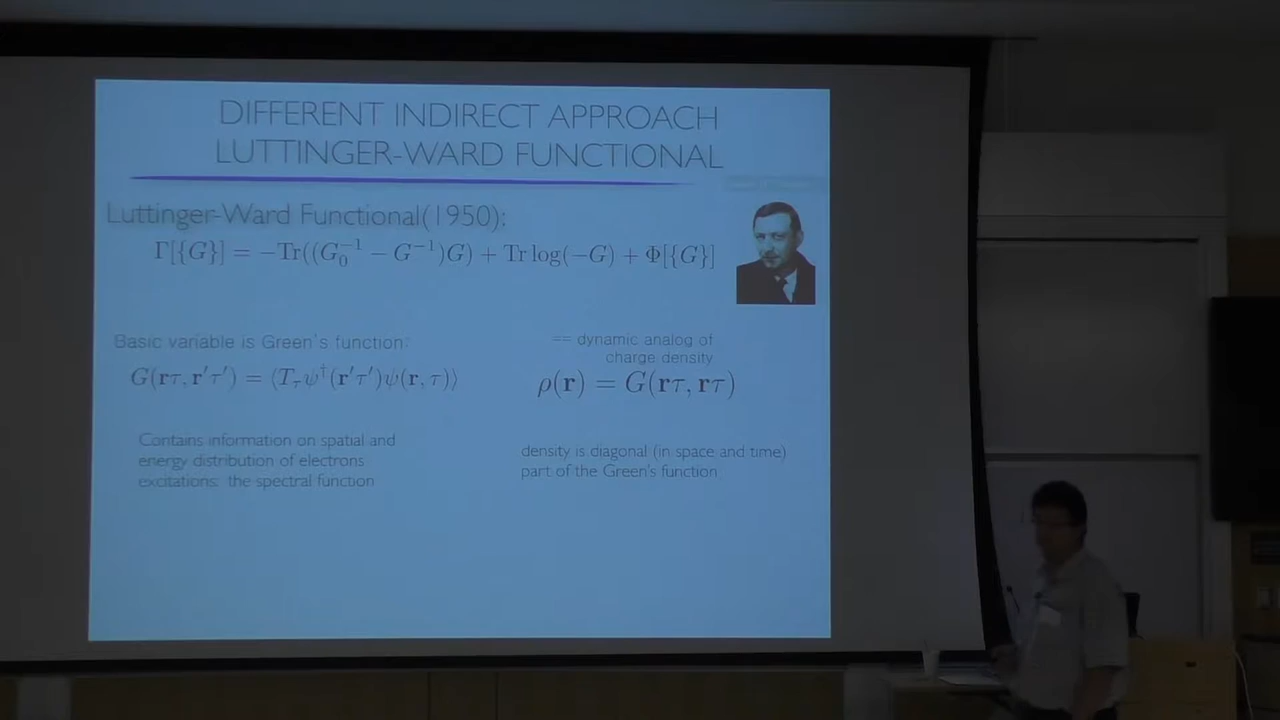 DIFFERENT INDIRECT APPROACH
LUTTINGER-WARD FUNCTIONAL
Luttinger-Ward Functional(1950):
Γ[{G}] = −Tr((G₀⁻¹ − G⁻¹)G) + Tr log(−G) + Φ[{G}]
Basic variable is Green's function:
G(rτ, r′τ′) = ⟨T_τ ψ†(r′τ′)ψ(r, τ)⟩
Contains information on spatial and
energy distribution of electrons
excitations: the spectral function
== dynamic analog of
charge density
ρ(r) = G(rτ, rτ)
density is diagonal (in space and time)
part of the Green's function